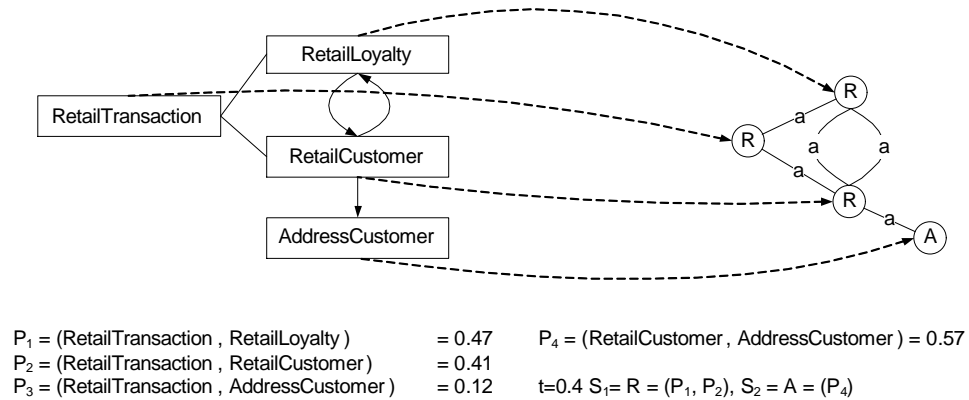 RetailLoyalty
RetailTransaction
RetailCustomer
AddressCustomer
R
a
R
a
a
a
R
a
A
P₁ = (RetailTransaction , RetailLoyalty ) = 0.47 P₄ = (RetailCustomer , AddressCustomer ) = 0.57
P₂ = (RetailTransaction , RetailCustomer) = 0.41
P₃ = (RetailTransaction , AddressCustomer ) = 0.12 t=0.4 S₁= R = (P₁, P₂), S₂ = A = (P₄)